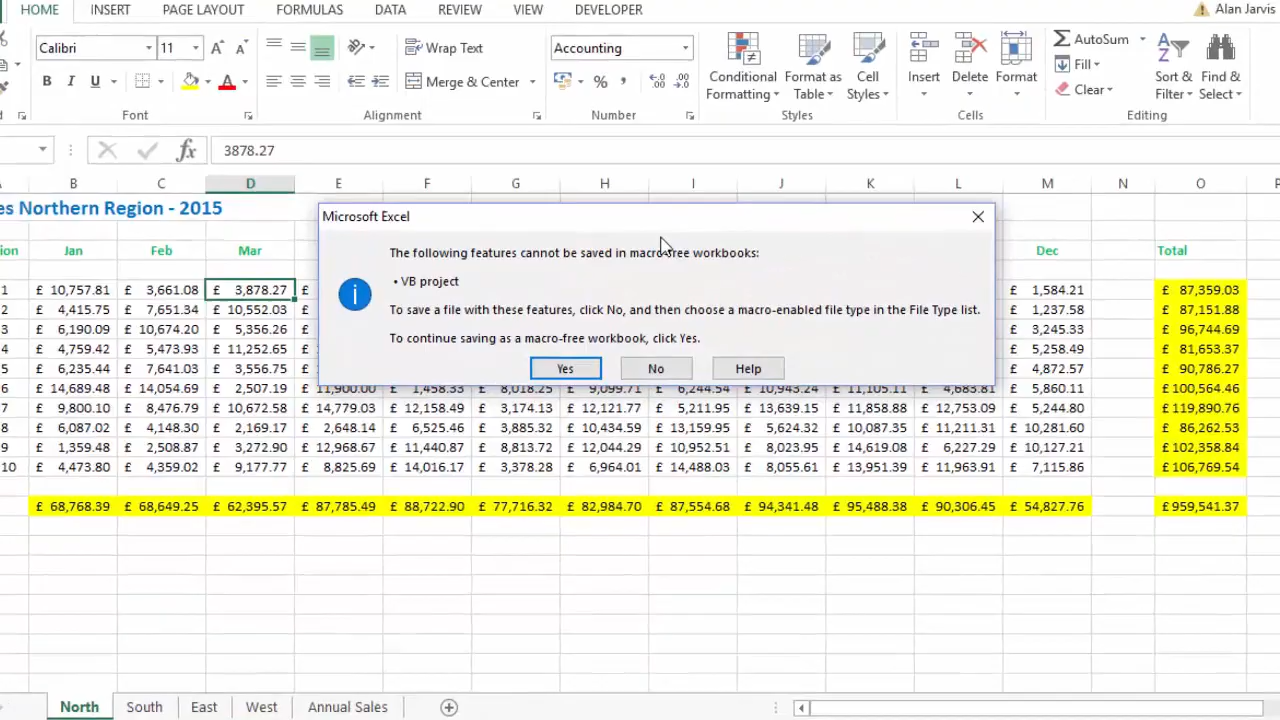 HOME INSERT PAGE LAYOUT FORMULAS DATA REVIEW VIEW DEVELOPER Alan Jarvis
Calibri 11 A A Wrap Text Accounting Conditional Formatting Format as Table Cell Styles Insert Delete Format AutoSum Fill Clear Sort & Filter Find & Select
B I U A Merge & Center % ,
Font Alignment Number Styles Cells Editing
fx 3878.27
B C D E F G H I J K L M N O P
es Northern Region - 2015
Microsoft Excel
The following features cannot be saved in macro-free workbooks:
• VB project
To save a file with these features, click No, and then choose a macro-enabled file type in the File Type list.
To continue saving as a macro-free workbook, click Yes.
Yes No Help
ion Jan Feb Mar Dec Total
1 £ 10,757.81 £ 3,661.08 £ 3,878.27 £ £ 1,584.21 £ 87,359.03
2 £ 4,415.75 £ 7,651.34 £ 10,552.03 £ £ 1,237.58 £ 87,151.88
3 £ 6,190.09 £ 10,674.20 £ 5,356.26 £ £ 3,245.33 £ 96,744.69
4 £ 4,759.42 £ 5,473.93 £ 11,252.65 £ £ 5,258.49 £ 81,653.37
5 £ 6,235.44 £ 7,641.03 £ 3,556.75 £ £ 4,872.57 £ 90,786.27
6 £ 14,689.48 £ 14,054.69 £ 2,507.19 £ 11,900.00 £ 1,458.33 £ 8,018.25 £ 9,099.71 £ 6,244.54 £ 10,943.24 £ 11,105.11 £ 4,683.81 £ 5,860.11 £ 100,564.46
7 £ 9,800.10 £ 8,476.79 £ 10,672.58 £ 14,779.03 £ 12,158.49 £ 3,174.13 £ 12,121.77 £ 5,211.95 £ 13,639.15 £ 11,858.88 £ 12,753.09 £ 5,244.80 £ 119,890.76
8 £ 6,087.02 £ 4,148.30 £ 2,169.17 £ 2,648.14 £ 6,525.46 £ 3,885.32 £ 10,434.59 £ 13,159.95 £ 5,624.32 £ 10,087.35 £ 11,211.31 £ 10,281.60 £ 86,262.53
9 £ 1,359.48 £ 2,508.87 £ 3,272.90 £ 12,968.67 £ 11,440.87 £ 8,813.72 £ 12,044.29 £ 10,952.51 £ 8,023.95 £ 14,619.08 £ 6,227.29 £ 10,127.21 £ 102,358.84
10 £ 4,473.80 £ 4,359.02 £ 9,177.77 £ 8,825.69 £ 14,016.17 £ 3,378.28 £ 6,964.01 £ 14,488.03 £ 8,055.61 £ 13,951.39 £ 11,963.91 £ 7,115.86 £ 106,769.54
£ 68,768.39 £ 68,649.25 £ 62,395.57 £ 87,785.49 £ 88,722.90 £ 77,716.32 £ 82,984.70 £ 87,554.68 £ 94,341.48 £ 95,488.38 £ 90,306.45 £ 54,827.76 £ 959,541.37
North South East West Annual Sales